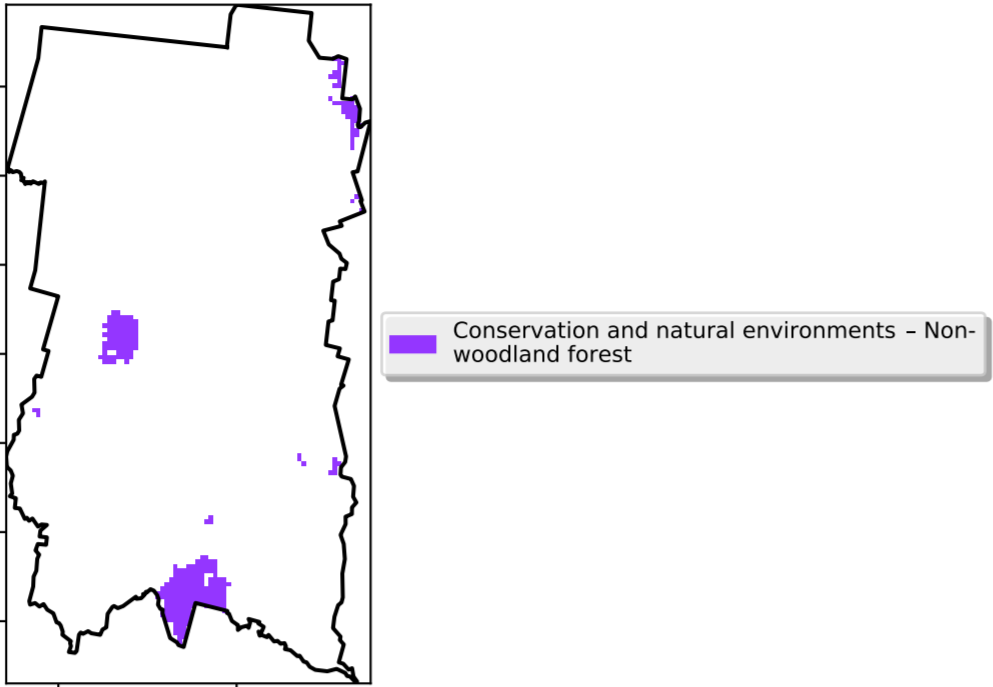 Conservation and natural environments – Non-
woodland forest